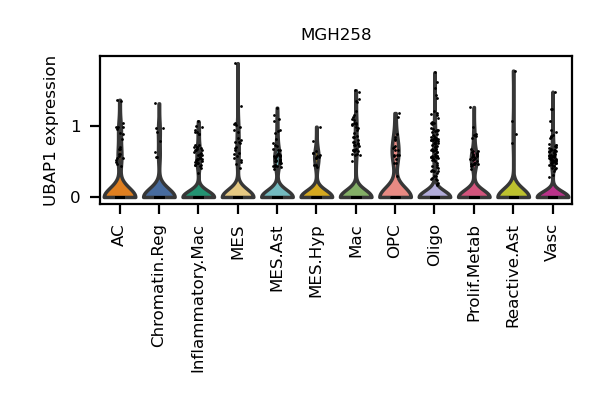 MGH258
UBAP1 expression
1
0
AC
Chromatin.Reg
Inflammatory.Mac
MES
MES.Ast
MES.Hyp
Mac
OPC
Oligo
Prolif.Metab
Reactive.Ast
Vasc